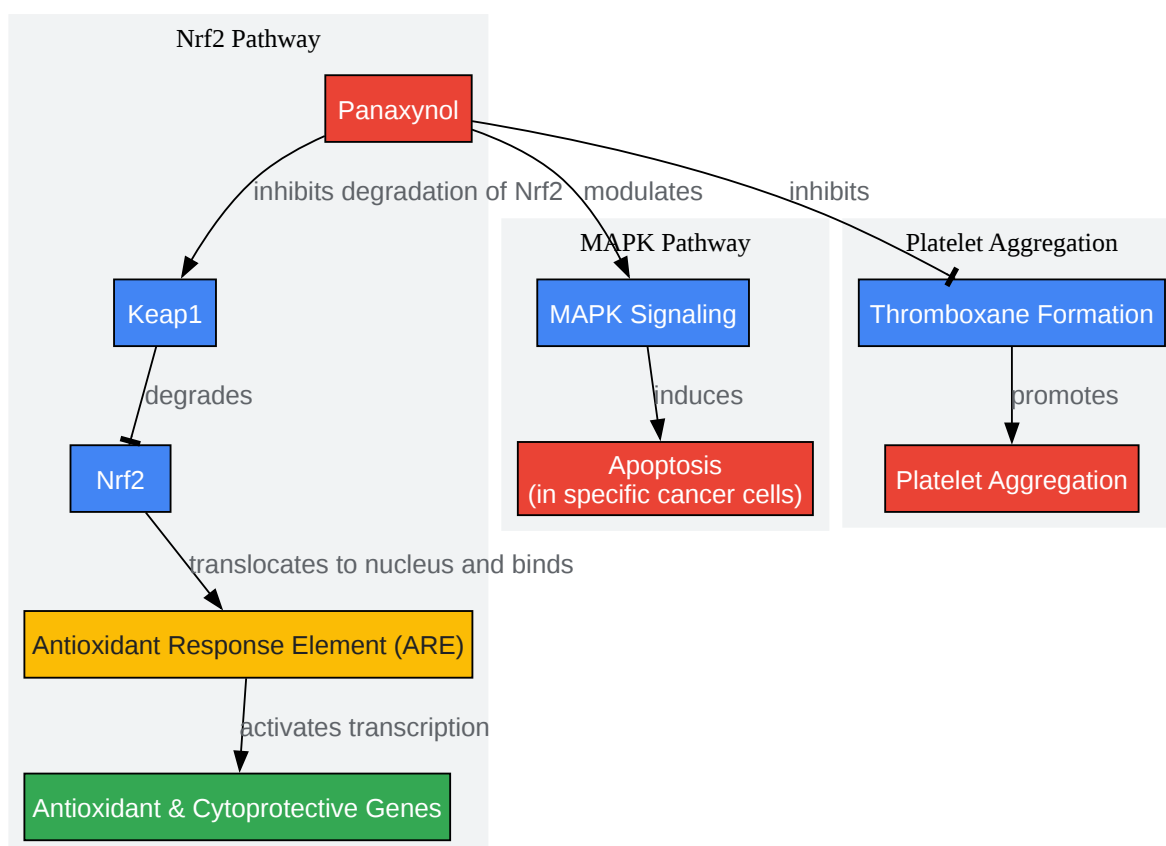 Nrf2 Pathway
Panaxynol
inhibits degradation of Nrf2
modulates
inhibits
MAPK Pathway
Platelet Aggregation
Keap1
MAPK Signaling
Thromboxane Formation
degrades
induces
promotes
Nrf2
Apoptosis
(in specific cancer cells)
Platelet Aggregation
translocates to nucleus and binds
Antioxidant Response Element (ARE)
activates transcription
Antioxidant & Cytoprotective Genes